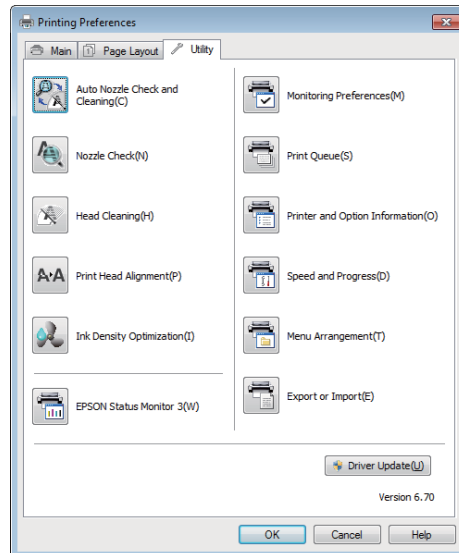 Printing Preferences
Main
Page Layout
Utility
Auto Nozzle Check and
Cleaning(C)
Nozzle Check(N)
Head Cleaning(H)
Print Head Alignment(P)
Ink Density Optimization(I)
EPSON Status Monitor 3(W)
Monitoring Preferences(M)
Print Queue(S)
Printer and Option Information(O)
Speed and Progress(D)
Menu Arrangement(T)
Export or Import(E)
Driver Update(U)
Version 6.70
OK
Cancel
Help